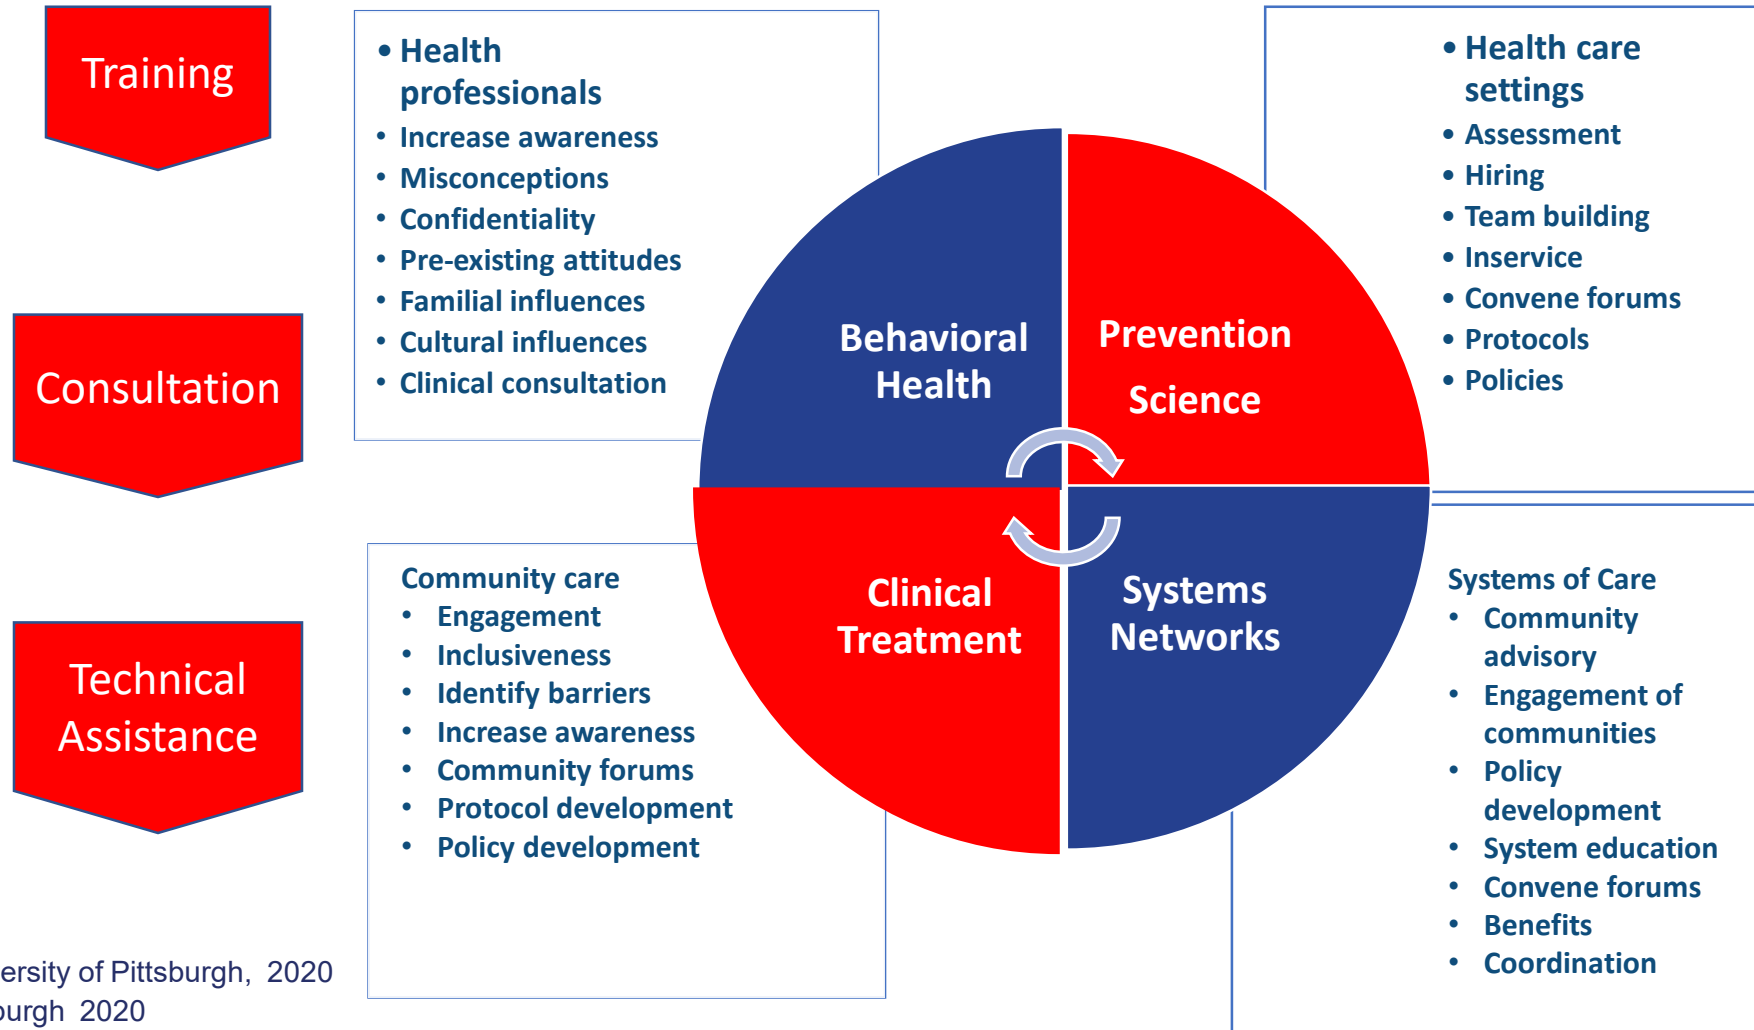 Training
Consultation
Technical
Assistance
• Health
professionals
• Increase awareness
• Misconceptions
• Confidentiality
• Pre-existing attitudes
• Familial influences
• Cultural influences
• Clinical consultation
Behavioral
Health
Prevention
Science
• Health care
settings
• Assessment
• Hiring
• Team building
• Inservice
• Convene forums
• Protocols
• Policies
Community care
• Engagement
• Inclusiveness
• Identify barriers
• Increase awareness
• Community forums
• Protocol development
• Policy development
Clinical
Treatment
Systems
Networks
Systems of Care
• Community
advisory
• Engagement of
communities
• Policy
development
• System education
• Convene forums
• Benefits
• Coordination
ersity of Pittsburgh, 2020
burgh 2020